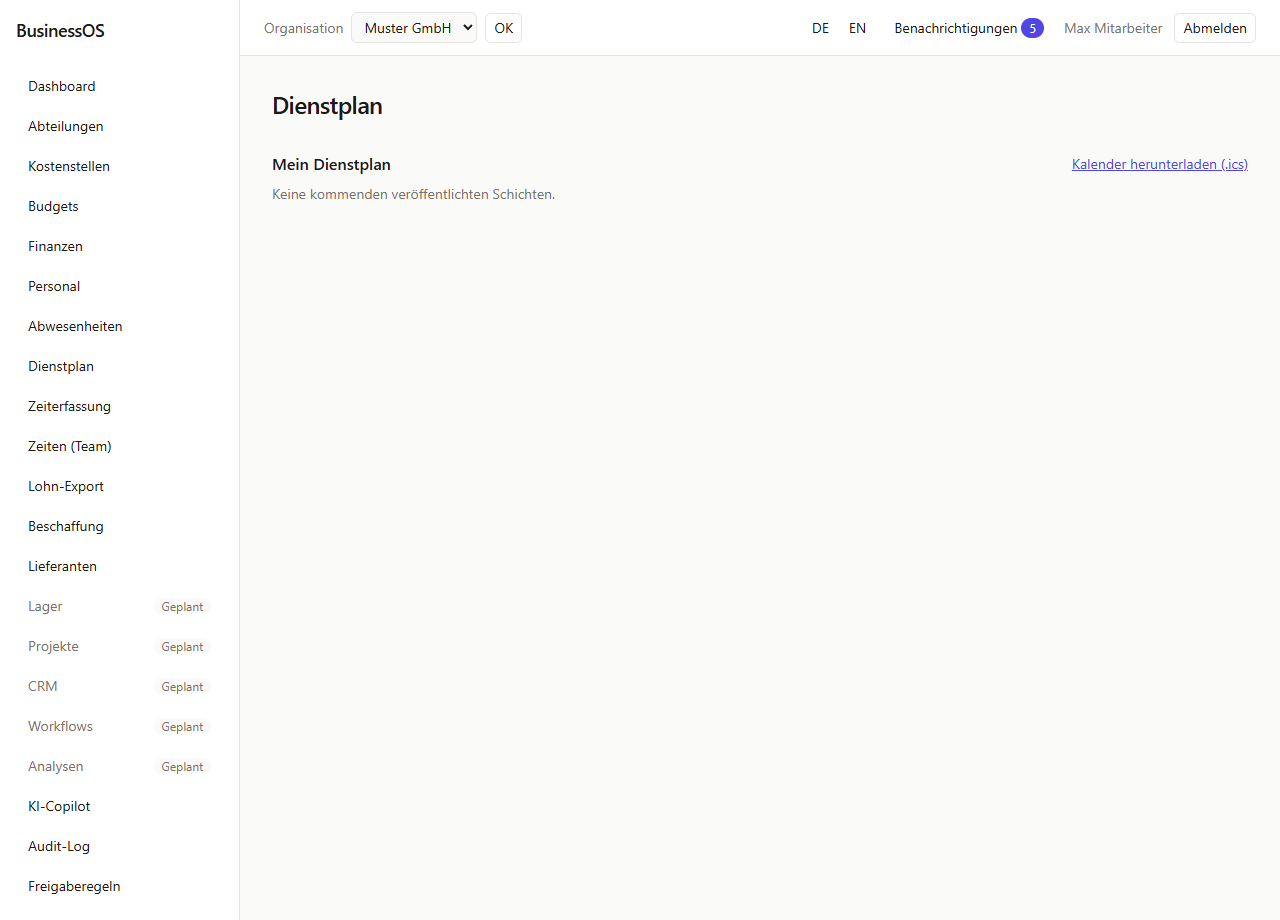 BusinessOS
Organisation Muster GmbH OK DE EN Benachrichtigungen 5 Max Mitarbeiter Abmelden
Dashboard
Abteilungen
Kostenstellen
Budgets
Finanzen
Personal
Abwesenheiten
Dienstplan
Zeiterfassung
Zeiten (Team)
Lohn-Export
Beschaffung
Lieferanten
Lager Geplant
Projekte Geplant
CRM Geplant
Workflows Geplant
Analysen Geplant
KI-Copilot
Audit-Log
Freigaberegeln
Dienstplan
Mein Dienstplan Kalender herunterladen (.ics)
Keine kommenden veröffentlichten Schichten.